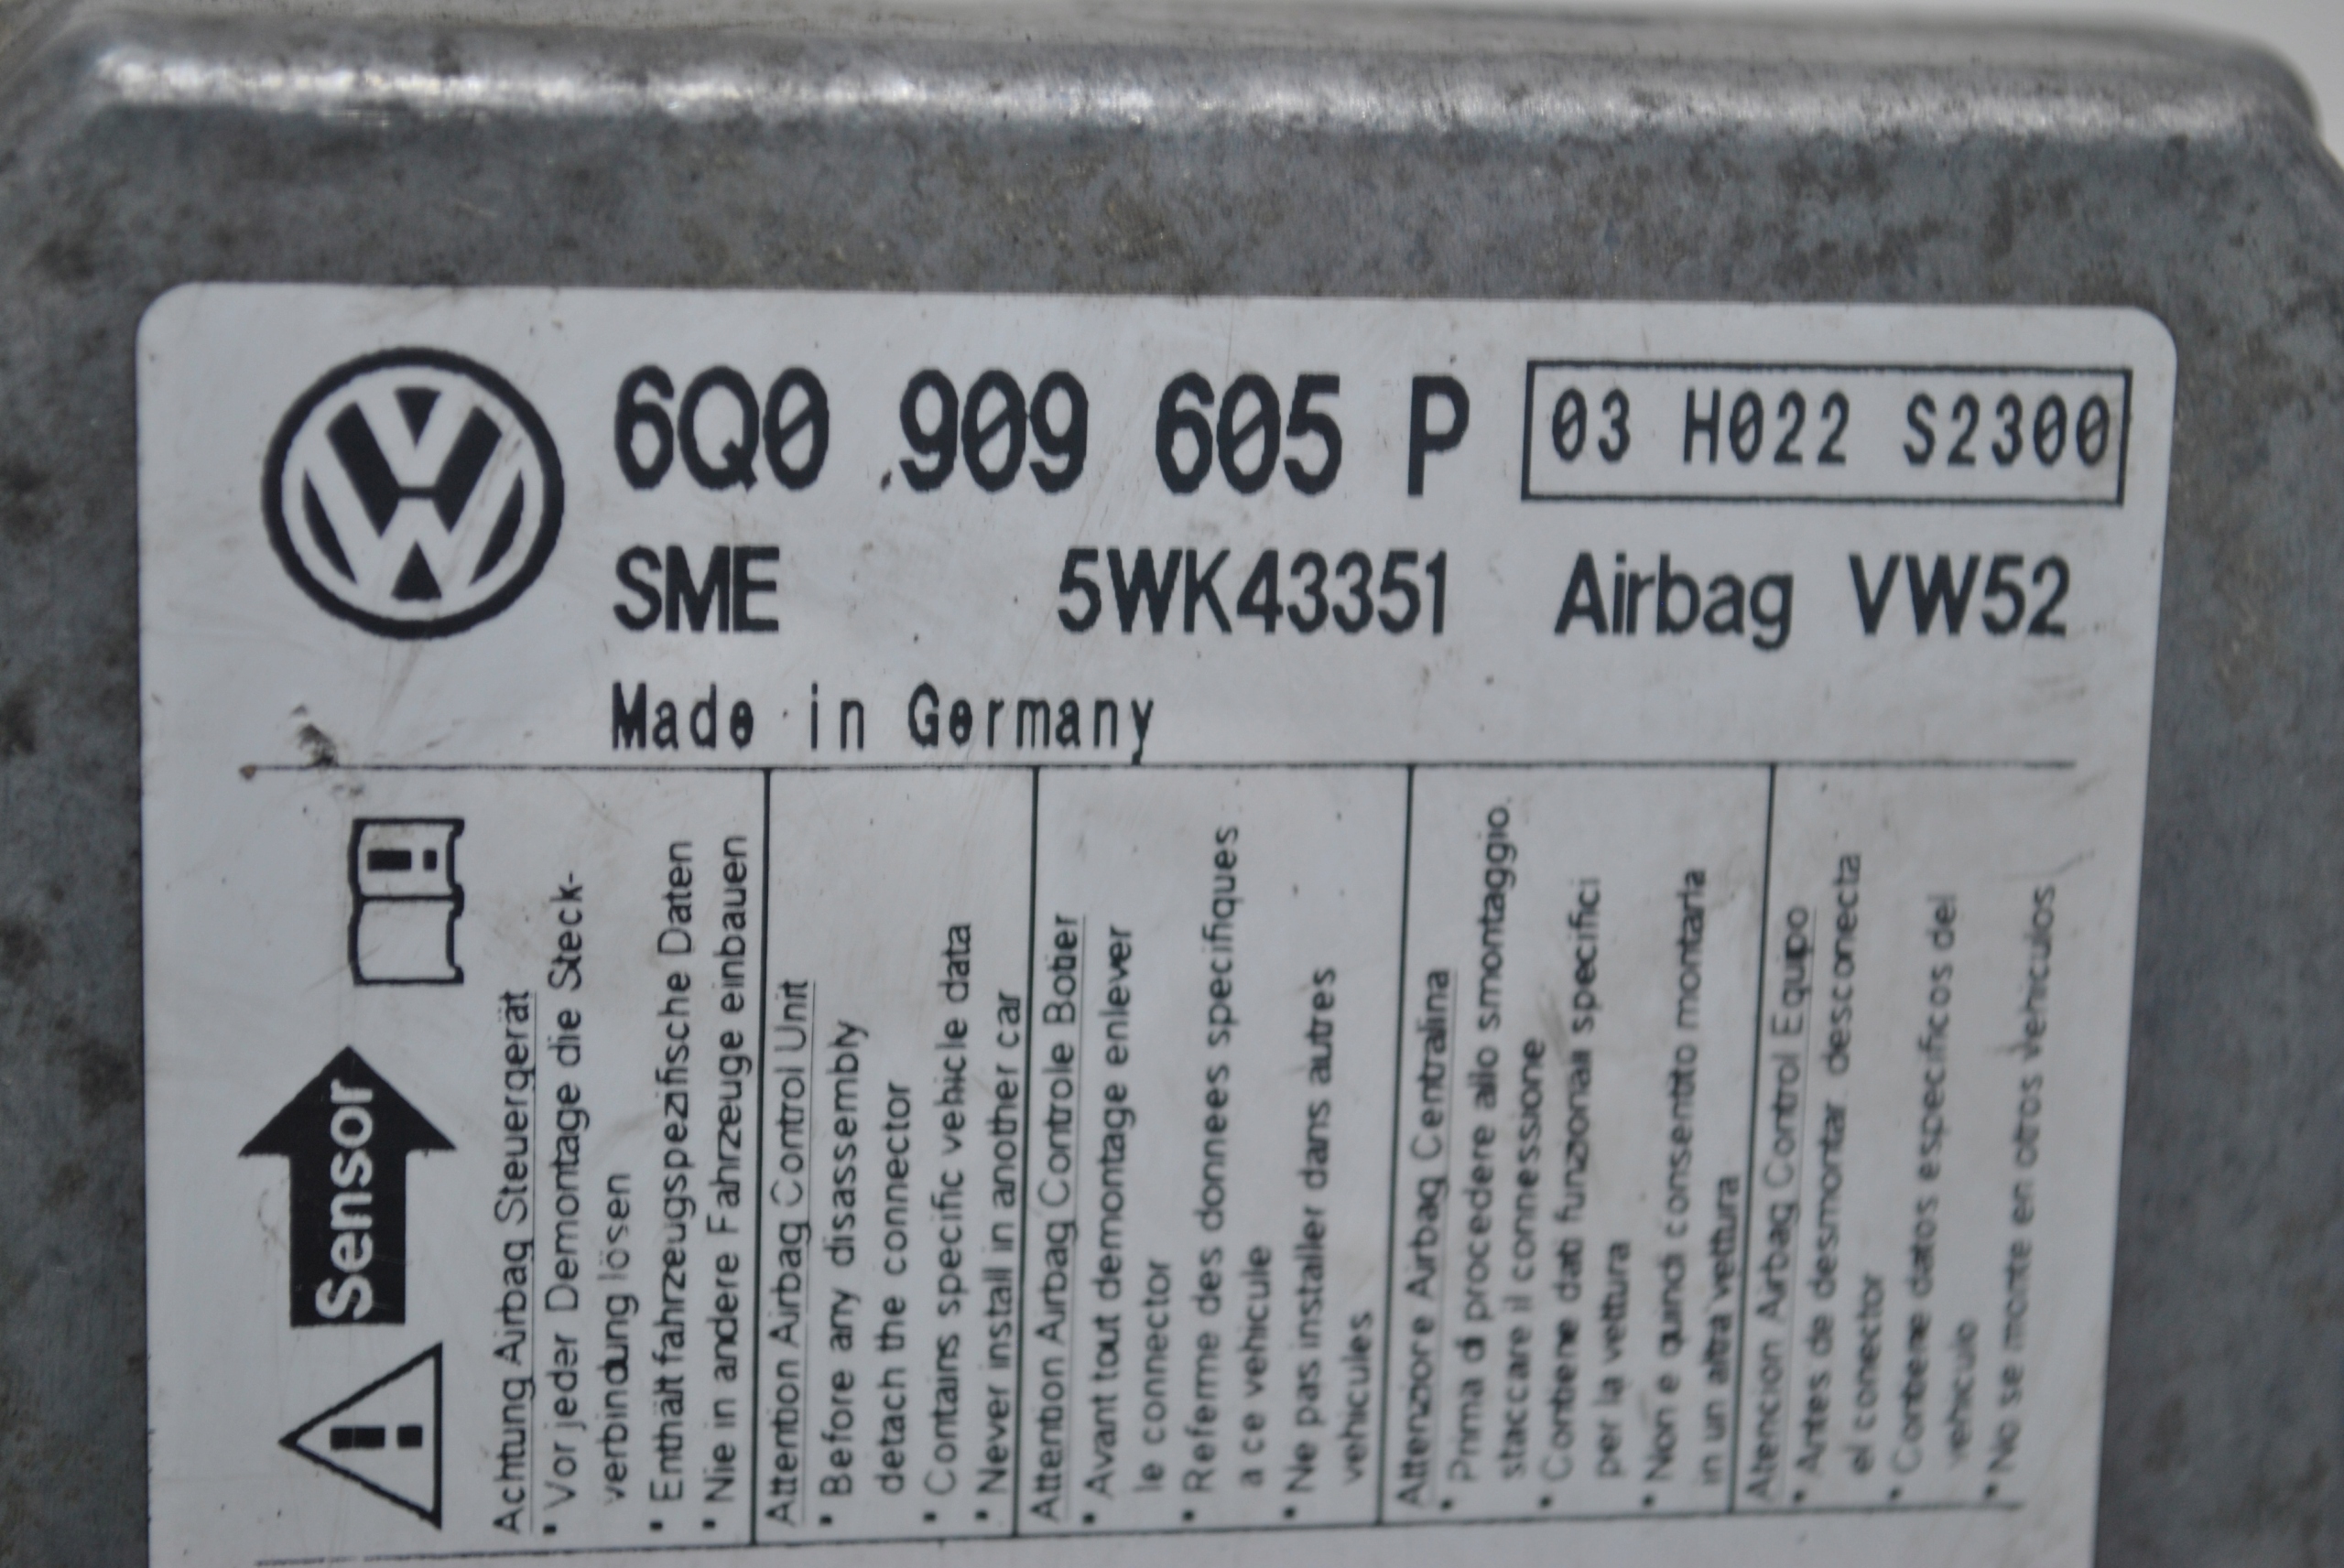 6Q0 909 605 P
03 H022 S2300
SME 5WK43351 Airbag VW52
Made in Germany
Sensor
Achtung Airbag Steuergerät
• Vor jeder Demontage die Steck-
verbindung lösen
• Enthält fahrzeugspezifische Daten
• Nie in andere Fahrzeuge einbauen
Attention Airbag Control Unit
• Before any disassembly
detach the connector
• Contains specific vehicle data
• Never install in another car
Attention Airbag Controle Botier
• Avant tout demontage enlever
le connector
• Referme des donnees specifiques
a ce vehicule
• Ne pas installer dans autres
vehicules
Attenzione Airbag Centralina
• Prima di procedere allo smontaggio.
staccare il connessione
• Contiene dati funzionali specifici
per la vettura
• Non e quindi consentito montarla
in un altra vettura
Atencion Airbag Control Equipo
• Antes de desmontar desconecta
el conector
• Contiene datos especificos del
vehiculo
• No se monte en otros vehiculos